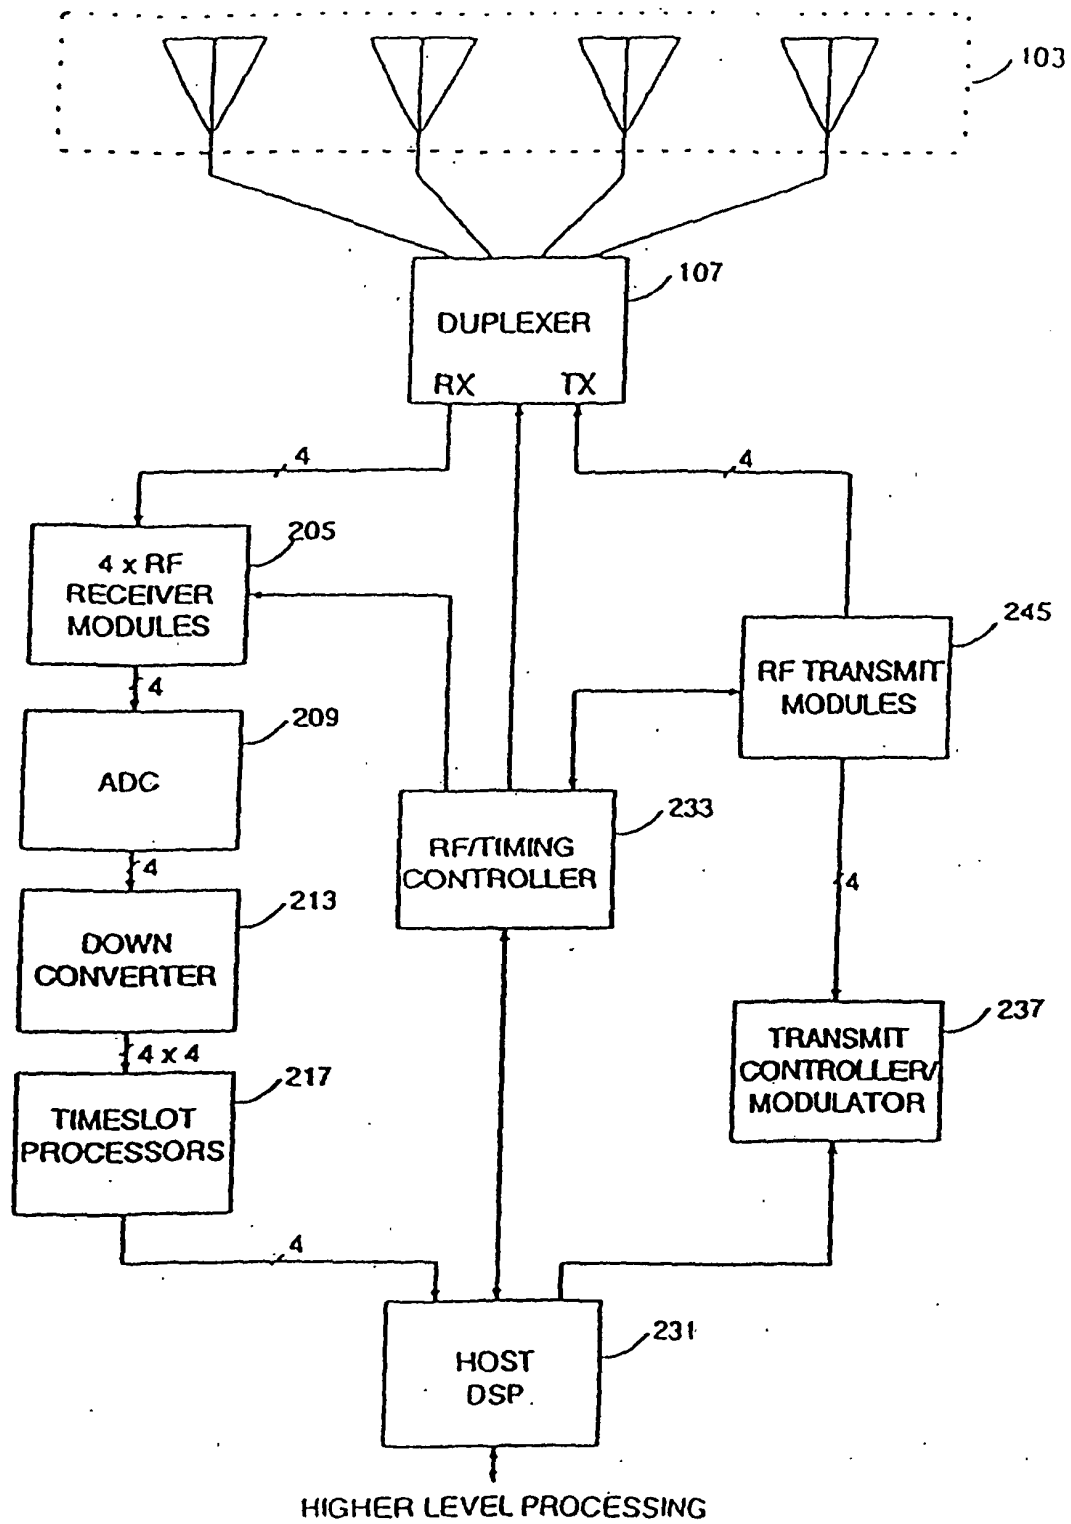 103
107
DUPLEXER
RX TX
4
4
205
4 x RF
RECEIVER
MODULES
245
RF TRANSMIT
MODULES
4
209
ADC
233
RF/TIMING
CONTROLLER
4
4
213
DOWN
CONVERTER
237
TRANSMIT
CONTROLLER/
MODULATOR
4 x 4
217
TIMESLOT
PROCESSORS
4
231
HOST
DSP
HIGHER LEVEL PROCESSING